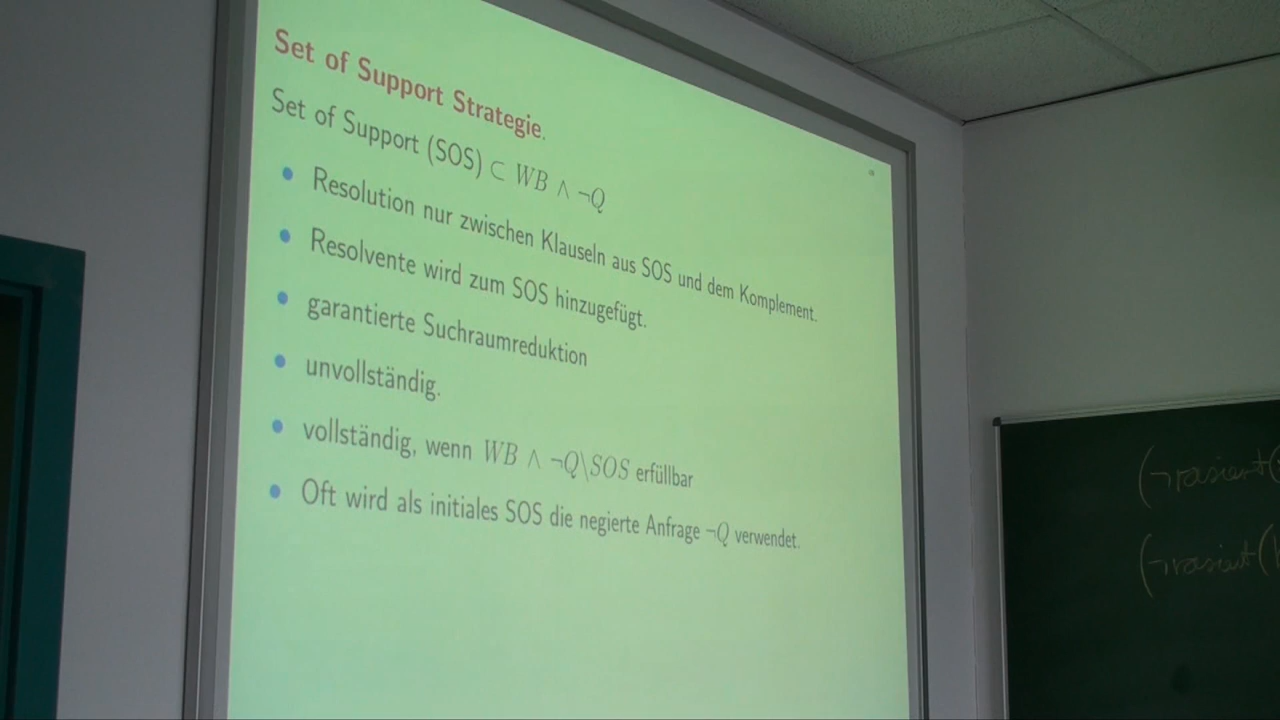 Set of Support Strategie.
Set of Support (SOS) ⊂ WB ∧ ¬Q
• Resolution nur zwischen Klauseln aus SOS und dem Komplement.
• Resolvente wird zum SOS hinzugefügt.
• garantierte Suchraumreduktion
• unvollständig.
• vollständig, wenn WB ∧ ¬Q\SOS erfüllbar
• Oft wird als initiales SOS die negierte Anfrage ¬Q verwendet.
(¬rasiert(
(¬rasiert(